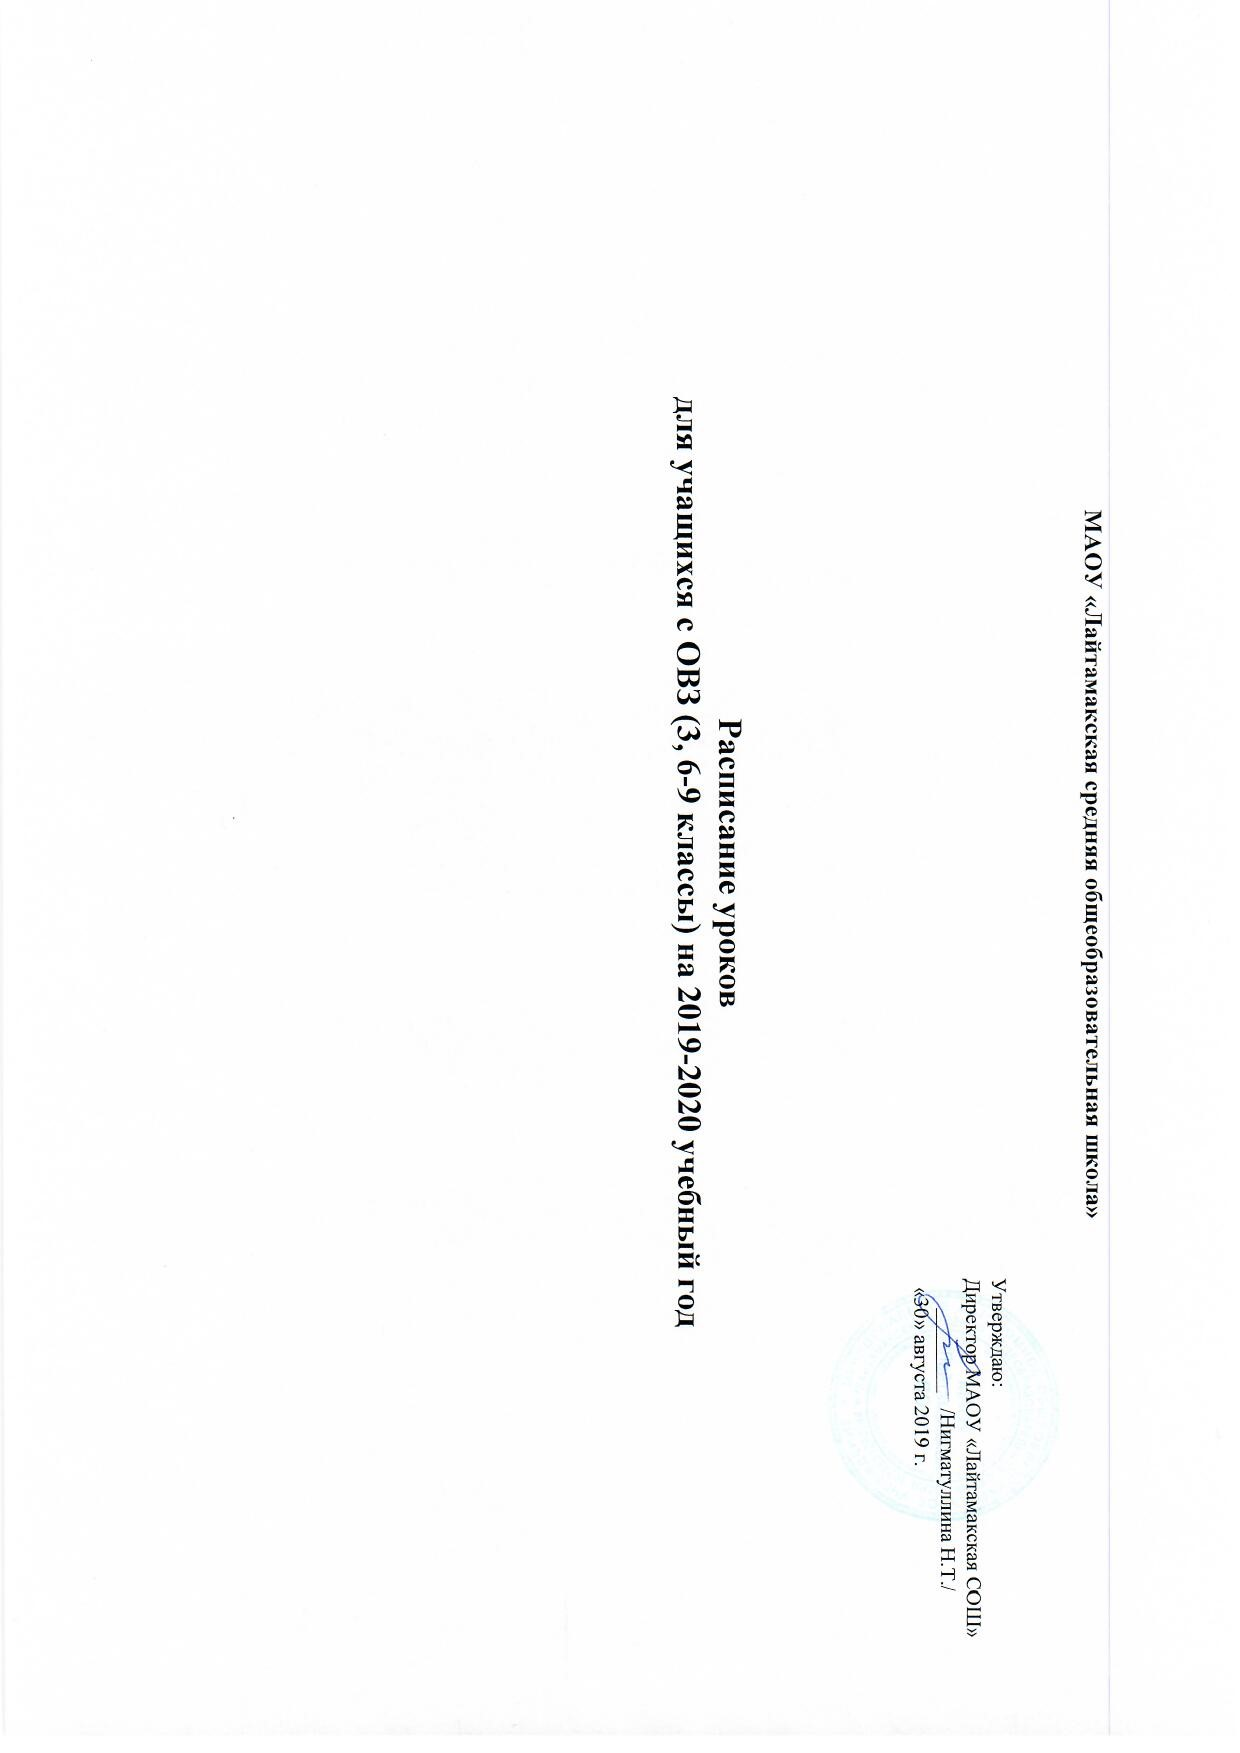 МАОУ «Лайтамакская средняя общеобразовательная школа»
Утверждаю:
Директор МАОУ «Лайтамакская СОШ»
/Нигматуллина Н.Т./
«30» августа 2019 г.
Расписание уроков
для учащихся с ОВЗ (3, 6-9 классы) на 2019-2020 учебный год